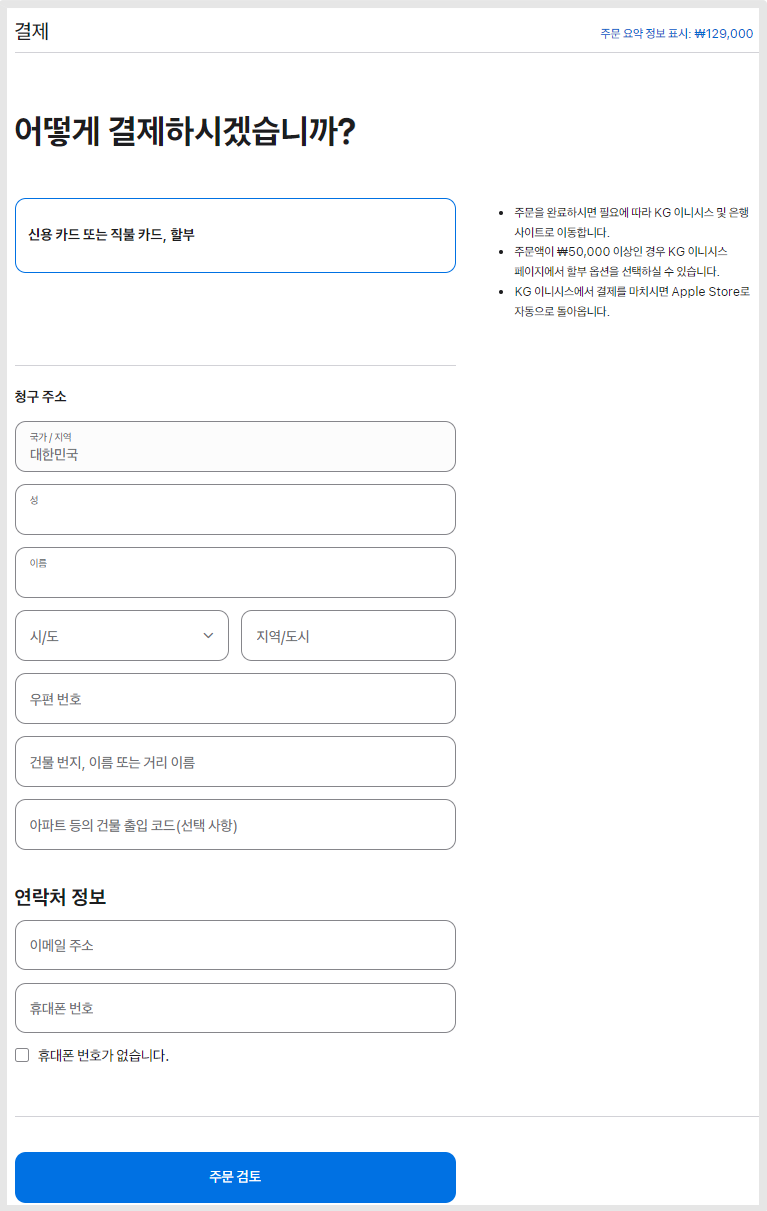 결제
주문 요약 정보 표시: ₩129,000
어떻게 결제하시겠습니까?
신용 카드 또는 직불 카드, 할부
• 주문을 완료하시면 필요에 따라 KG 이니시스 및 은행
사이트로 이동합니다.
• 주문액이 ₩50,000 이상인 경우 KG 이니시스
페이지에서 할부 옵션을 선택하실 수 있습니다.
• KG 이니시스에서 결제를 마치시면 Apple Store로
자동으로 돌아옵니다.
청구 주소
국가 / 지역
대한민국
성
이름
시/도
지역/도시
우편 번호
건물 번지, 이름 또는 거리 이름
아파트 등의 건물 출입 코드(선택 사항)
연락처 정보
이메일 주소
휴대폰 번호
휴대폰 번호가 없습니다.
주문 검토